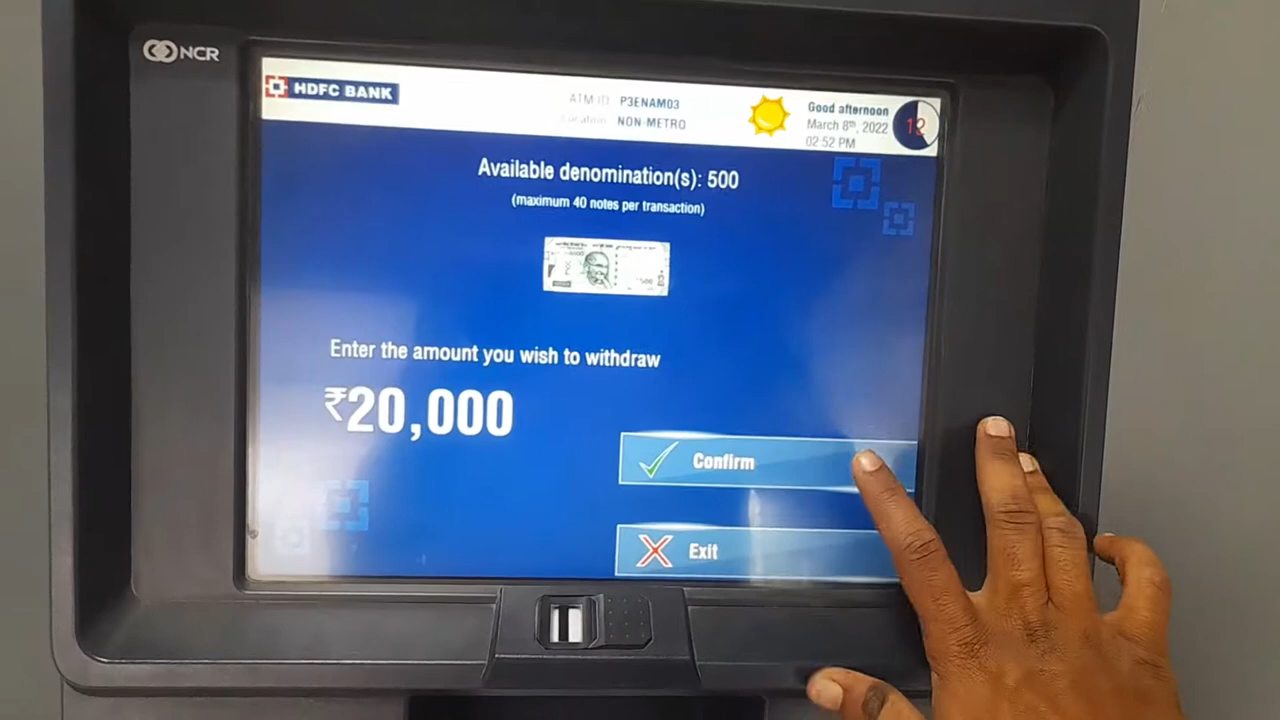 NCR
HDFC BANK
ATM ID: P3ENAM03
Location: NON-METRO
Good afternoon
March 8th, 2022
02:52 PM
12
Available denomination(s): 500
(maximum 40 notes per transaction)
Enter the amount you wish to withdraw
₹20,000
Confirm
Exit